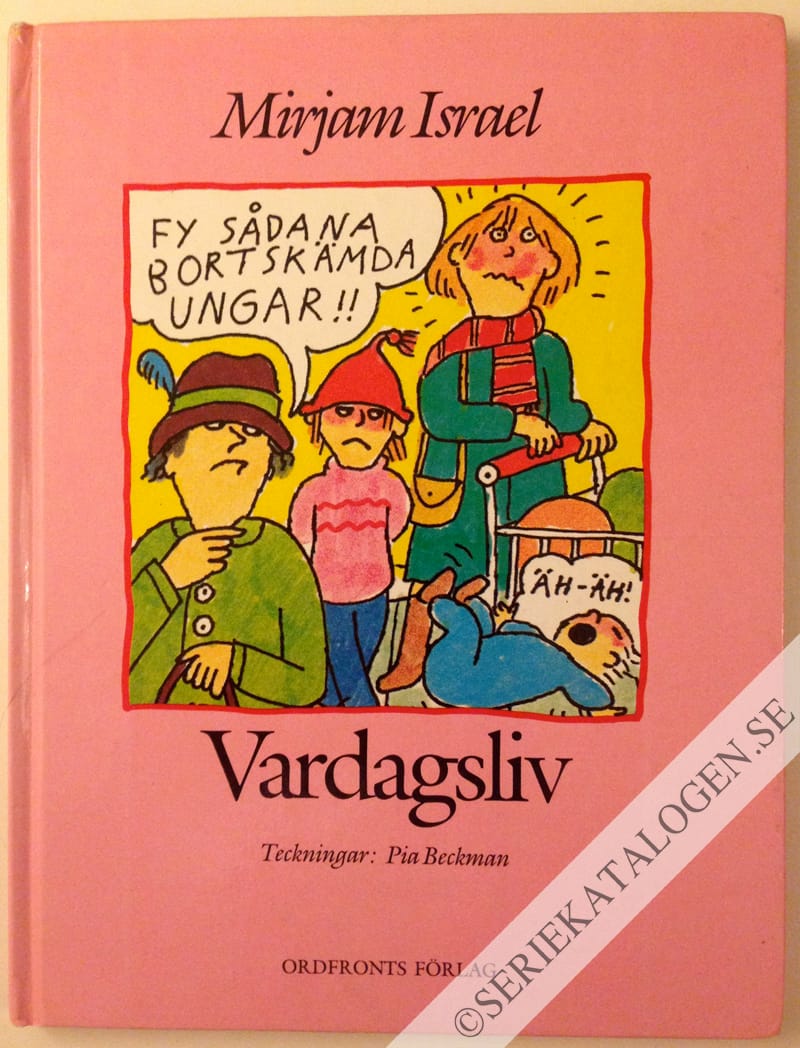 Mirjam Israel
FY SÅDANA
BORTSKÄMDA
UNGAR!!
ÄH-ÄH!
Vardagsliv
Teckningar: Pia Beckman
ORDFRONTS FÖRLAG
©SERIEKATALOGEN.SE